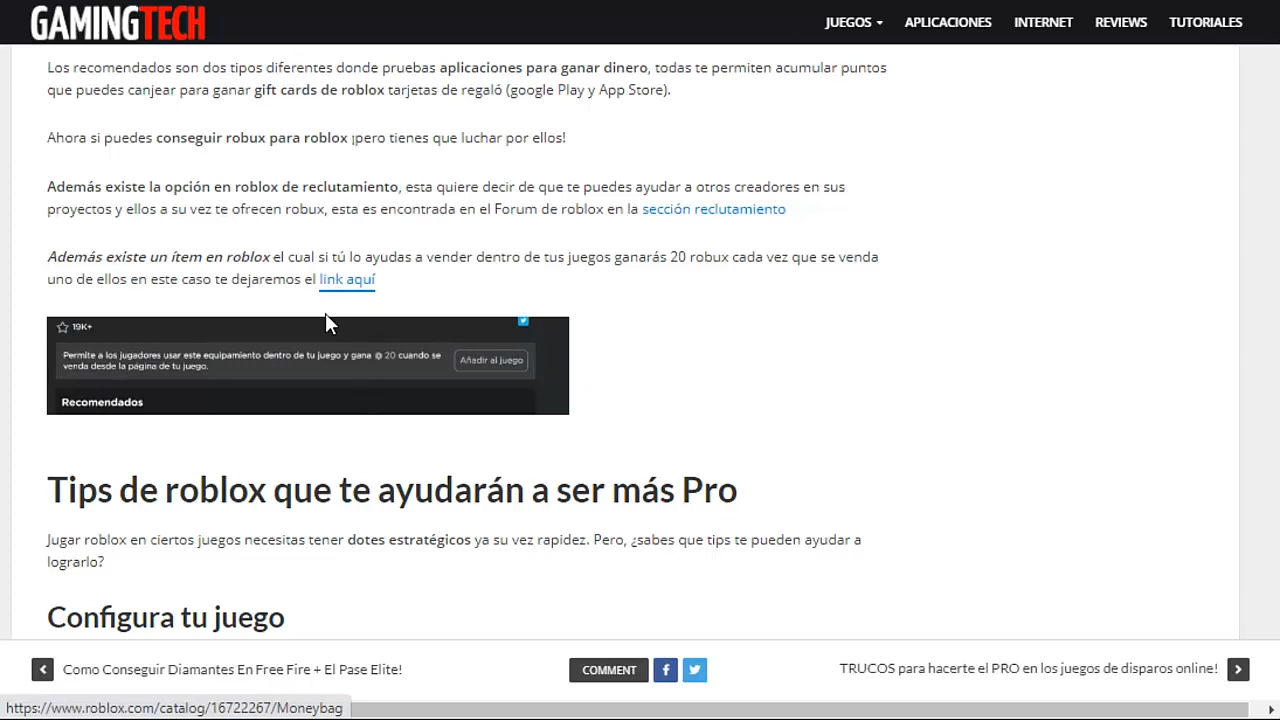 GAMINGTECH
JUEGOS
APLICACIONES
INTERNET
REVIEWS
TUTORIALES
Los recomendados son dos tipos diferentes donde pruebas aplicaciones para ganar dinero, todas te permiten acumular puntos
que puedes canjear para ganar gift cards de roblox tarjetas de regaló (google Play y App Store).
Ahora si puedes conseguir robux para roblox ¡pero tienes que luchar por ellos!
Además existe la opción en roblox de reclutamiento, esta quiere decir de que te puedes ayudar a otros creadores en sus
proyectos y ellos a su vez te ofrecen robux, esta es encontrada en el Forum de roblox en la sección reclutamiento
Además existe un ítem en roblox el cual si tú lo ayudas a vender dentro de tus juegos ganarás 20 robux cada vez que se venda
uno de ellos en este caso te dejaremos el link aquí
19K+
Permite a los jugadores usar este equipamiento dentro de tu juego y gana 20 cuando se
venda desde la página de tu juego.
Añadir al juego
Recomendados
Tips de roblox que te ayudarán a ser más Pro
Jugar roblox en ciertos juegos necesitas tener dotes estratégicos ya su vez rapidez. Pero, ¿sabes que tips te pueden ayudar a
lograrlo?
Configura tu juego
Como Conseguir Diamantes En Free Fire + El Pase Elite!
COMMENT
TRUCOS para hacerte el PRO en los juegos de disparos online!
https://www.roblox.com/catalog/16722267/Moneybag